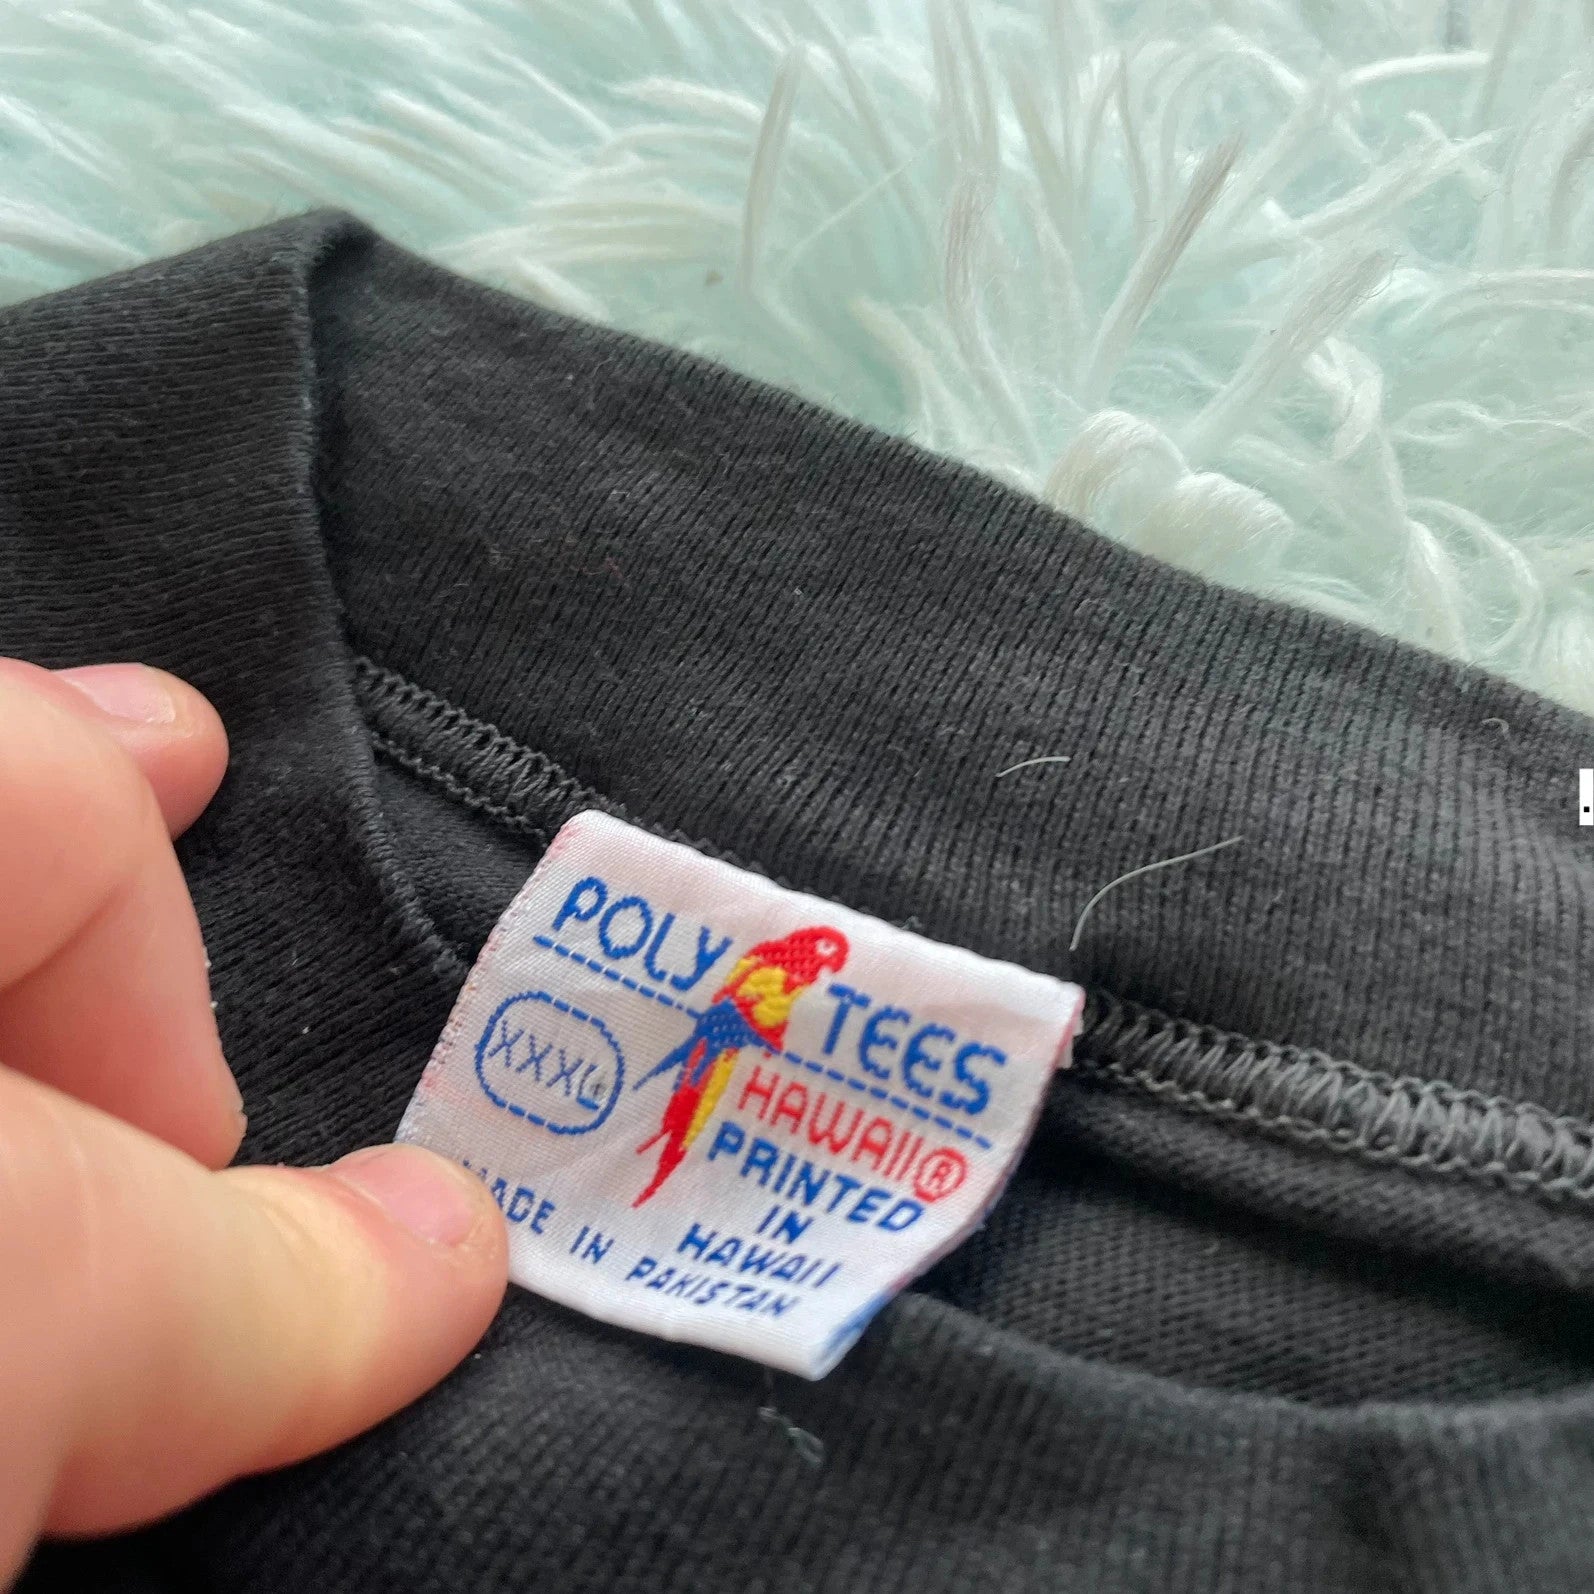 POLY TEES
XXXL
HAWAII®
PRINTED
IN
HAWAII
MADE IN PAKISTAN